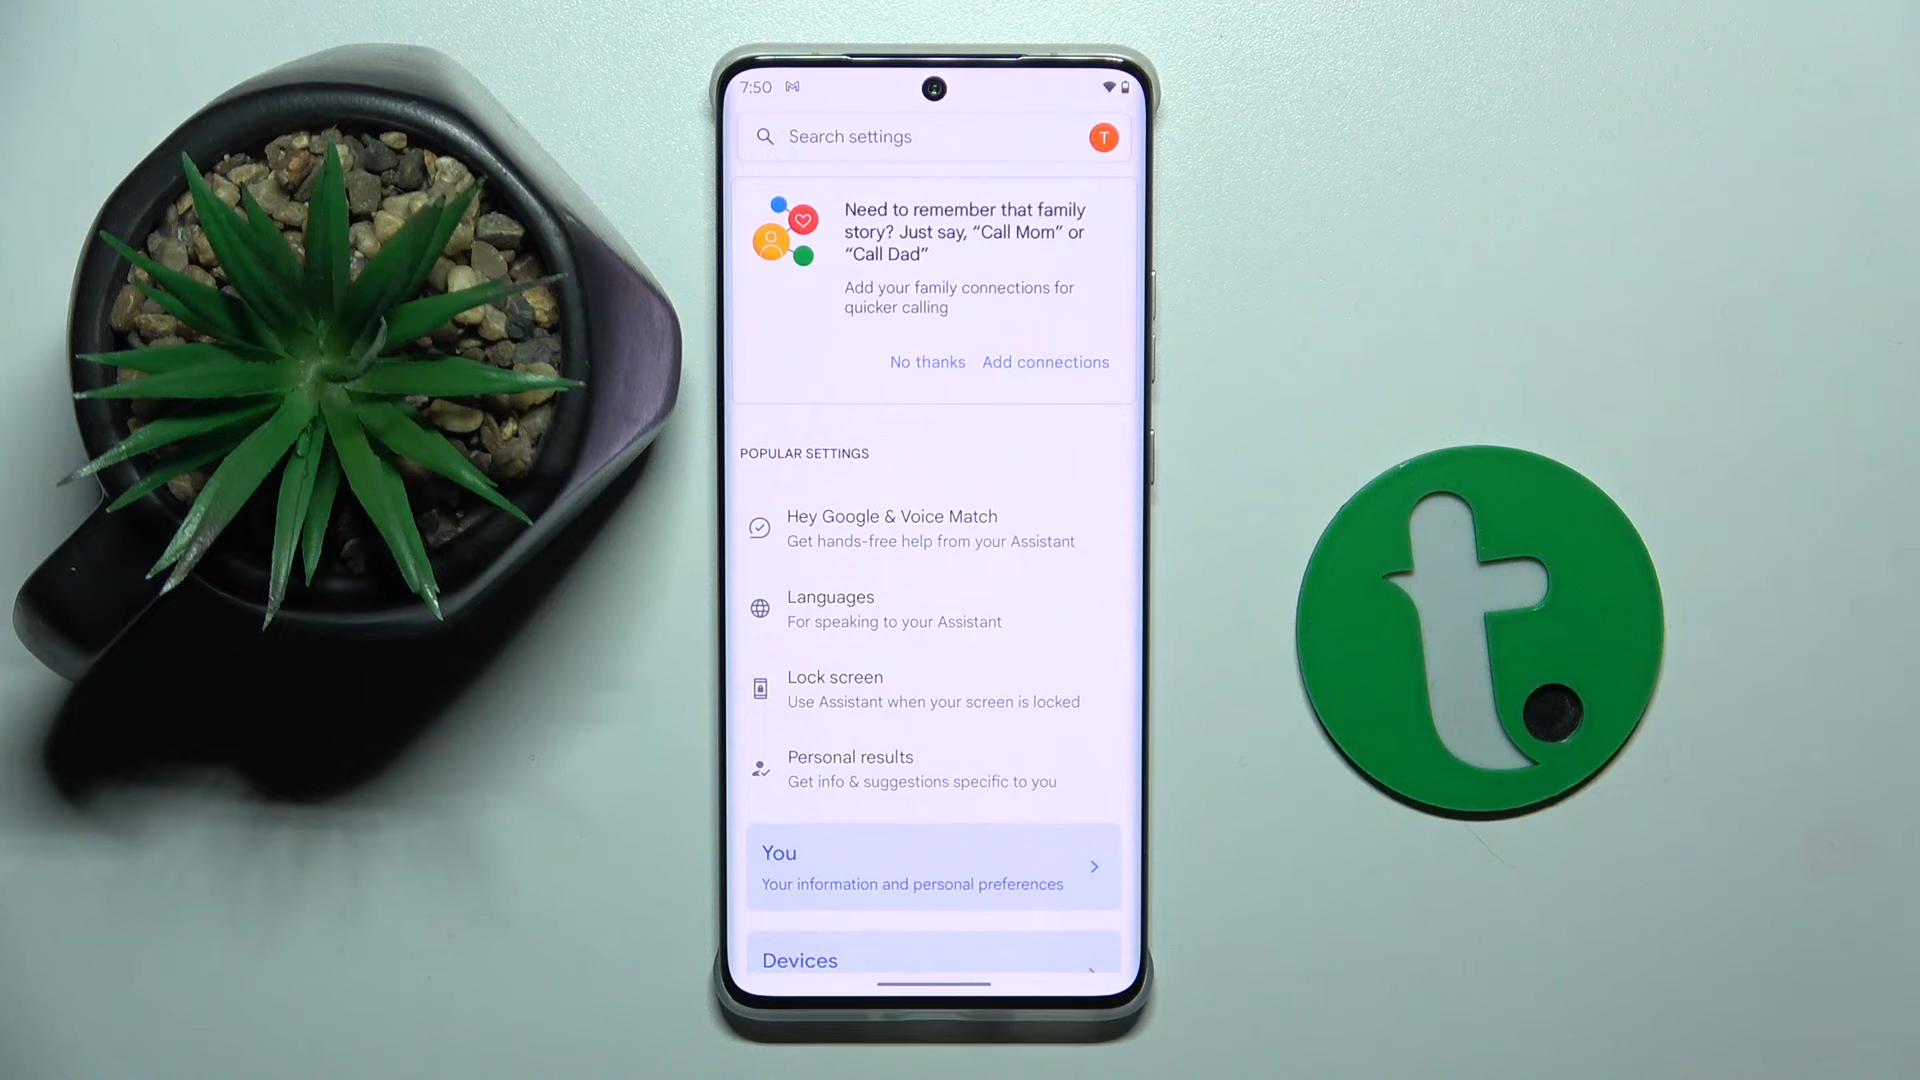 7:50
Search settings
T
Need to remember that family
story? Just say, “Call Mom” or
“Call Dad”
Add your family connections for
quicker calling
No thanks Add connections
POPULAR SETTINGS
Hey Google & Voice Match
Get hands-free help from your Assistant
Languages
For speaking to your Assistant
Lock screen
Use Assistant when your screen is locked
Personal results
Get info & suggestions specific to you
You
Your information and personal preferences
Devices
t.